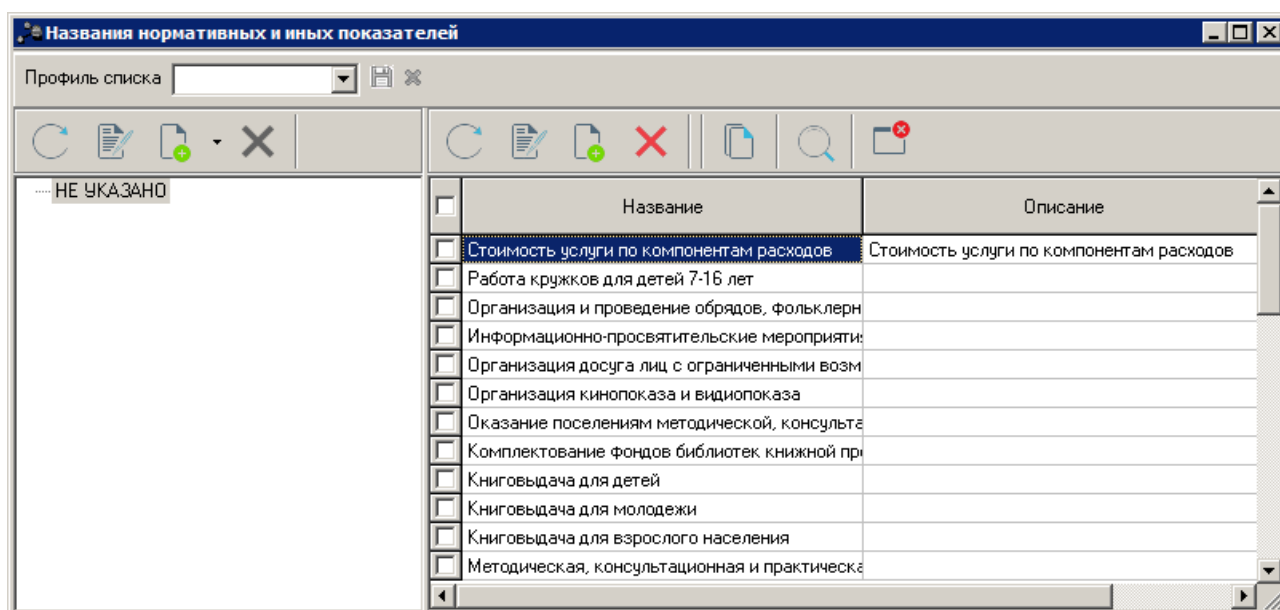 Названия нормативных и иных показателей
Профиль списка
НЕ УКАЗАНО
Название Описание
Стоимость услуги по компонентам расходов Стоимость услуги по компонентам расходов
Работа кружков для детей 7-16 лет
Организация и проведение обрядов, фольклерн
Информационно-просвятительские мероприятия
Организация досуга лиц с ограниченными возм
Организация кинопоказа и видиопоказа
Оказание поселениям методической, консульта
Комплектование фондов библиотек книжной про
Книговыдача для детей
Книговыдача для молодежи
Книговыдача для взрослого населения
Методическая, консультационная и практическа